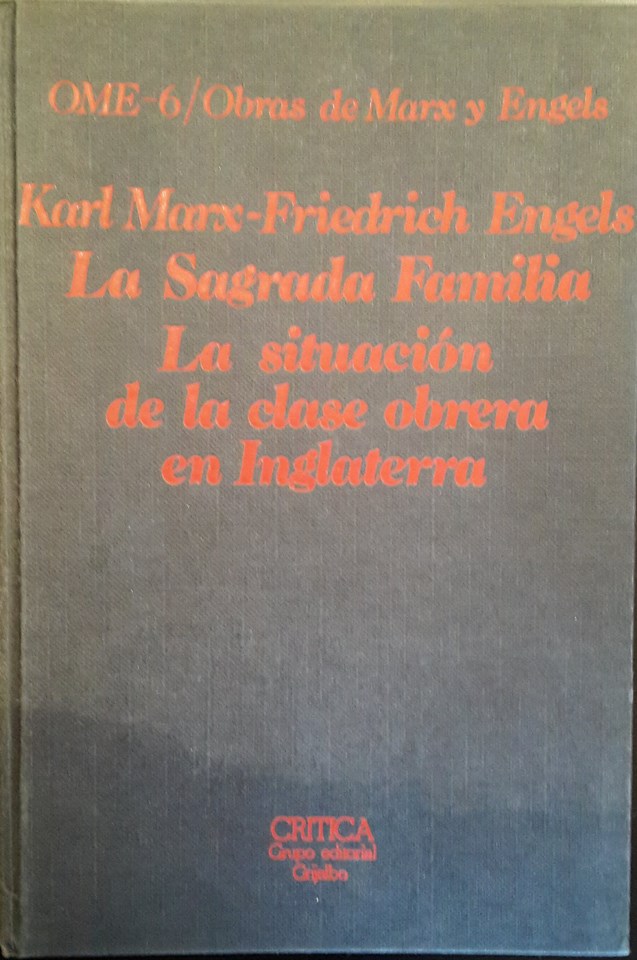 OME-6/Obras de Marx y Engels
Karl Marx-Friedrich Engels
La Sagrada Familia
La situación
de la clase obrera
en Inglaterra
CRITICA
Grupo editorial
Grijalbo